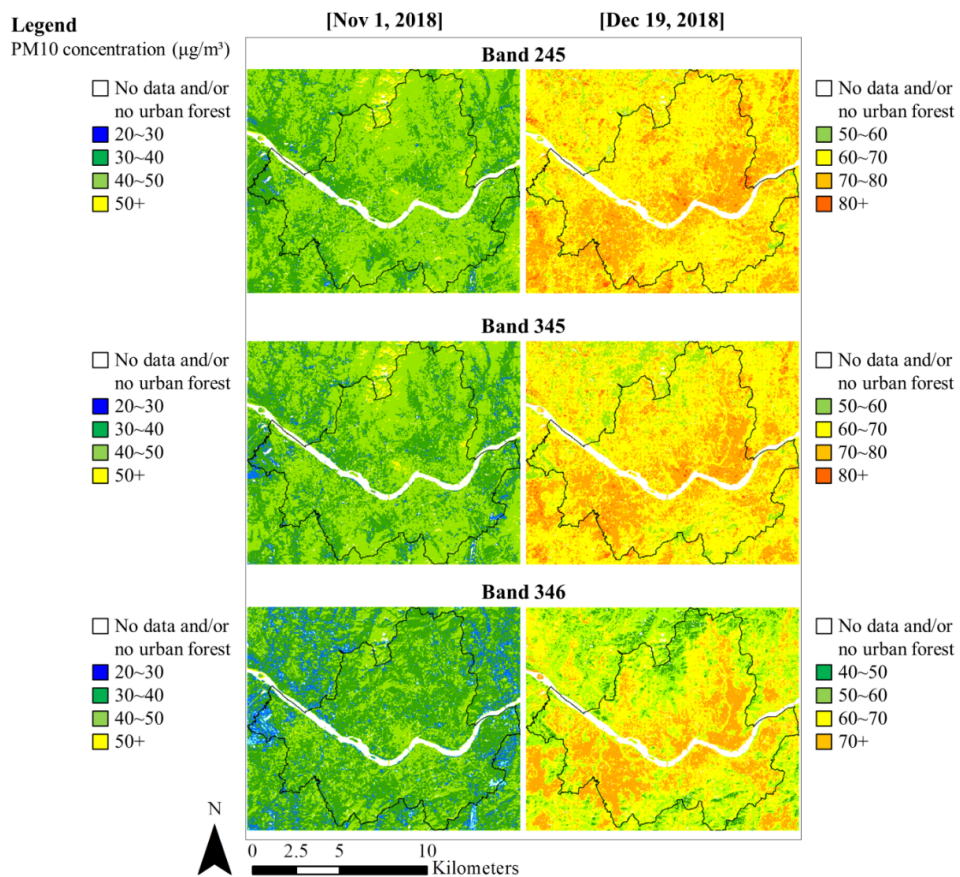 Legend
PM10 concentration (μg/m³)
[Nov 1, 2018]
[Dec 19, 2018]
Band 245
No data and/or
no urban forest
20~30
30~40
40~50
50+
No data and/or
no urban forest
50~60
60~70
70~80
80+
Band 345
No data and/or
no urban forest
20~30
30~40
40~50
50+
No data and/or
no urban forest
50~60
60~70
70~80
80+
Band 346
No data and/or
no urban forest
20~30
30~40
40~50
50+
No data and/or
no urban forest
40~50
50~60
60~70
70+
N
0 2.5 5 10
Kilometers